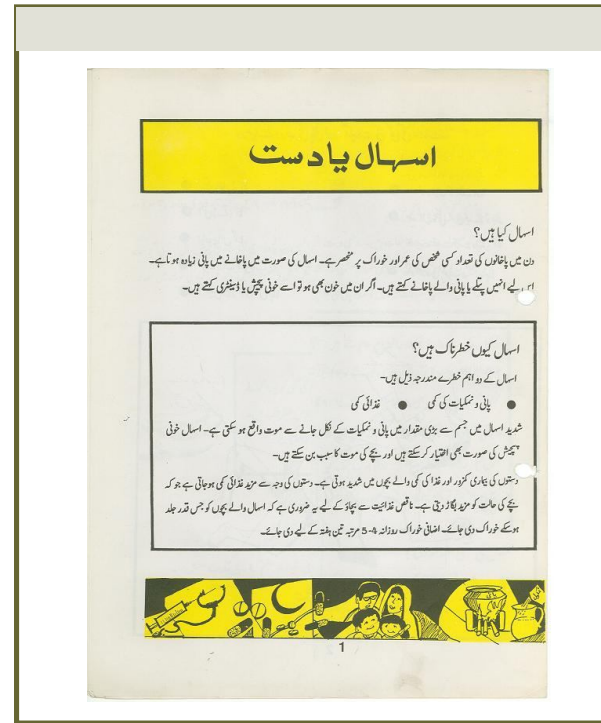 اسہال یا دست
اسہال کیا ہیں؟
دن میں پاخانوں کی تعداد کسی شخص کی عمر اور خوراک پر منحصر ہے۔ اسہال کی صورت میں پاخانے میں پانی زیادہ ہوتا ہے۔
اس لیے انھیں پتلے یا پانی والے پاخانے کہتے ہیں۔ اگر ان میں خون بھی ہو تو اسے خونی پیچش یا ڈسینٹری کہتے ہیں۔
اسہال کیوں خطرناک ہیں؟
اسہال کے دو اہم خطرے مندرجہ ذیل ہیں۔
● پانی و نمکیات کی کمی ● غذائی کمی
شدید اسہال میں جسم سے بڑی مقدار میں پانی و نمکیات کے نکل جانے سے موت واقع ہو سکتی ہے۔ اسہال خونی
پیچش کی صورت بھی اختیار کر سکتے ہیں اور بچے کی موت کا سبب بن سکتے ہیں۔
دستوں کی بیماری کمزور اور غذا کی کمی والے بچوں میں شدید ہوتی ہے۔ دستوں کی وجہ سے مزید غذائی کمی ہو جاتی ہے جو کہ
بچے کی حالت کو مزید بگاڑ دیتی ہے۔ ناقص غذائیت سے بچاؤ کے لیے یہ ضروری ہے کہ اسہال والے بچوں کو جس قدر جلد
ہو سکے خوراک دی جائے۔ اضافی خوراک روزانہ 4-5 مرتبہ تین ہفتہ کے لیے دی جائے۔
1